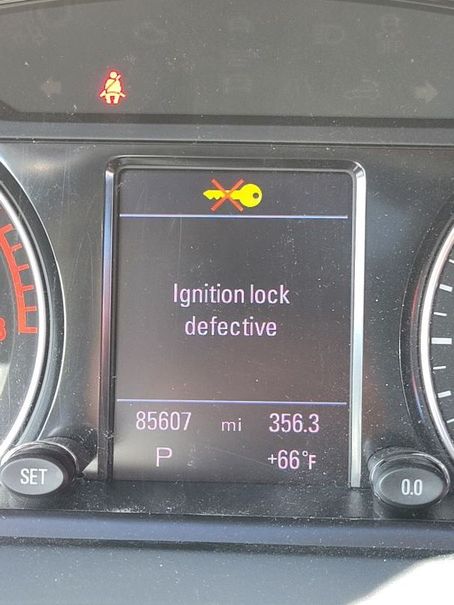 Ignition lock
defective
85607 mi 356.3
P +66°F
SET
0.0